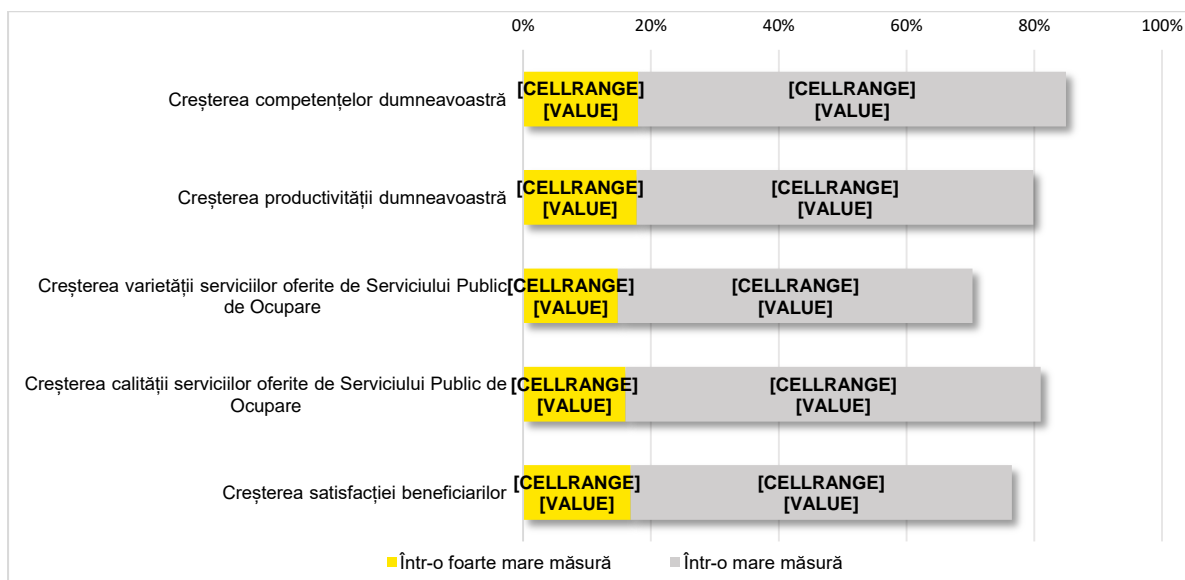 0% 20% 40% 60% 80% 100%
Creșterea competențelor dumneavoastră
[CELLRANGE] [CELLRANGE]
[VALUE] [VALUE]
Creșterea productivității dumneavoastră
[CELLRANGE] [CELLRANGE]
[VALUE] [VALUE]
Creșterea varietății serviciilor oferite de Serviciului Public
de Ocupare
[CELLRANGE] [CELLRANGE]
[VALUE] [VALUE]
Creșterea calității serviciilor oferite de Serviciului Public de
Ocupare
[CELLRANGE] [CELLRANGE]
[VALUE] [VALUE]
Creșterea satisfacției beneficiarilor
[CELLRANGE] [CELLRANGE]
[VALUE] [VALUE]
Într-o foarte mare măsură Într-o mare măsură